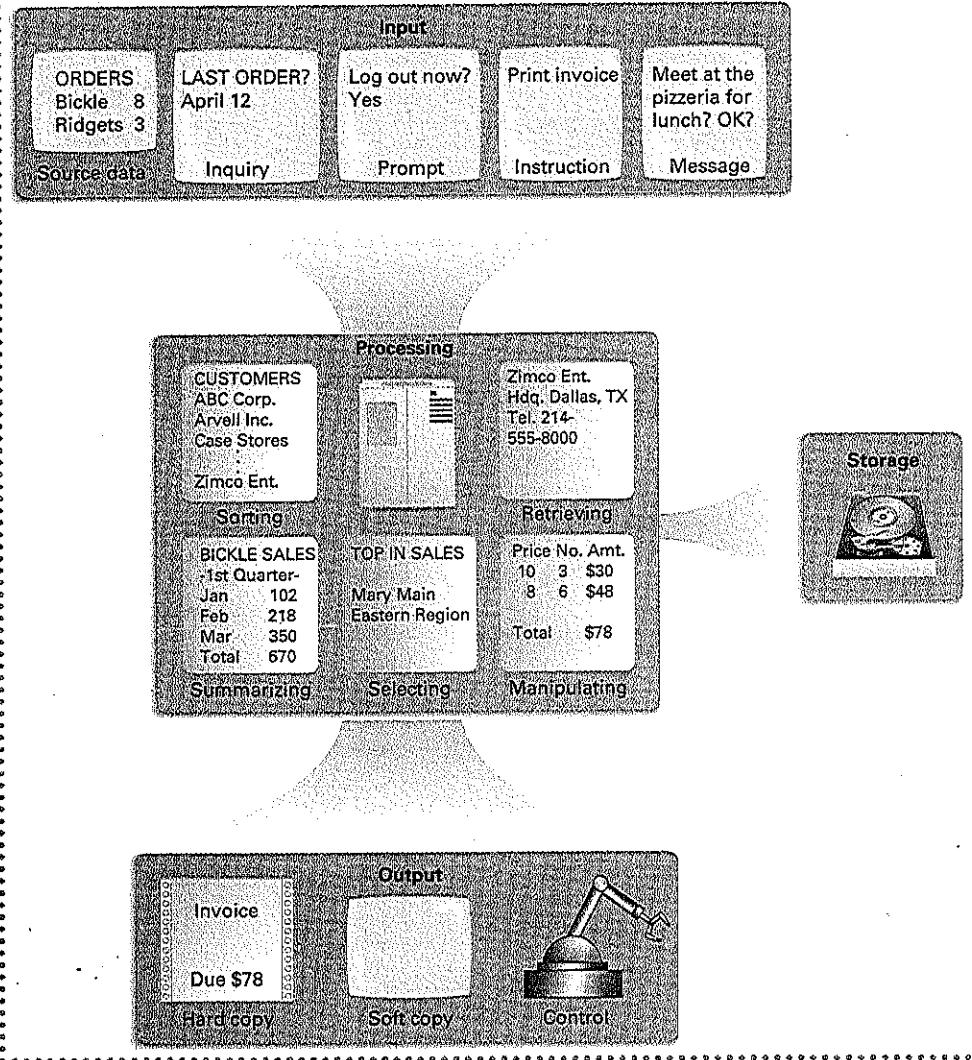 Input
ORDERS
Bickle 8
Ridgets 3
Source data
LAST ORDER?
April 12
Inquiry
Log out now?
Yes
Prompt
Print invoice
Instruction
Meet at the
pizzeria for
lunch? OK?
Message
Processing
CUSTOMERS
ABC Corp.
Arvell Inc.
Case Stores
Zimco Ent.
Sorting
Zimco Ent.
Hdq. Dallas, TX
Tel. 214-
555-8000
Retrieving
BICKLE SALES
-1st Quarter-
Jan 102
Feb 218
Mar 350
Total 670
Summarizing
TOP IN SALES
Mary Main
Eastern Region
Selecting
Price No. Amt.
10 3 $30
8 6 $48
Total $78
Manipulating
Storage
Output
Invoice
Due $78
Hard copy
Soft copy
Control